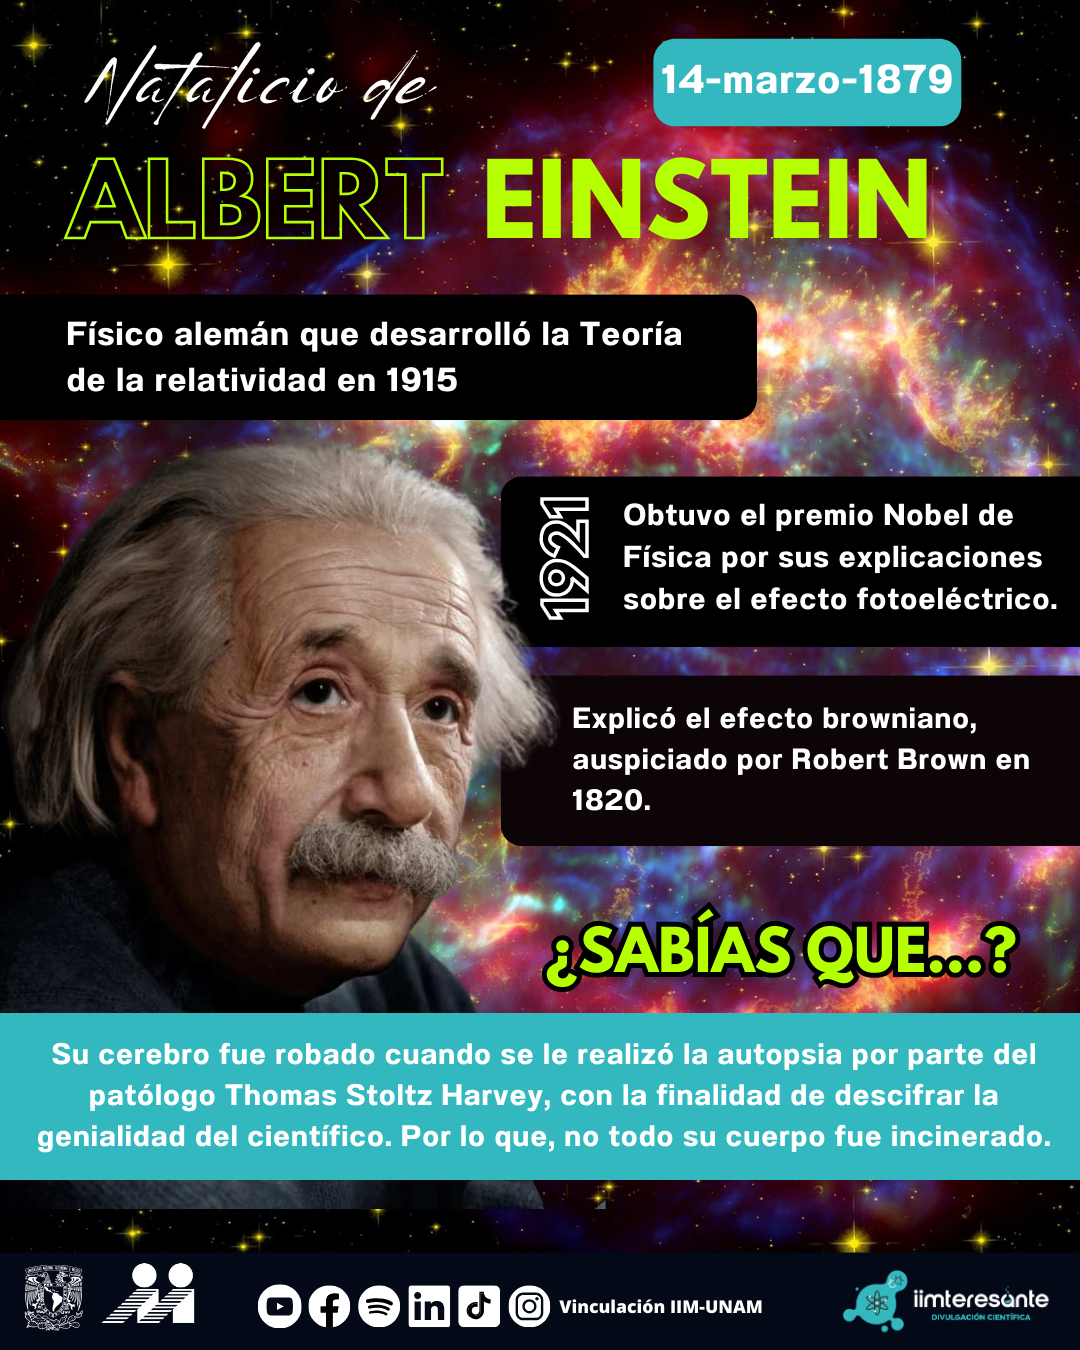 Natalicio de
14-marzo-1879
ALBERT EINSTEIN
Físico alemán que desarrolló la Teoría
de la relatividad en 1915
1921
Obtuvo el premio Nobel de
Física por sus explicaciones
sobre el efecto fotoeléctrico.
Explicó el efecto browniano,
auspiciado por Robert Brown en
1820.
¿SABÍAS QUE...?
Su cerebro fue robado cuando se le realizó la autopsia por parte del
patólogo Thomas Stoltz Harvey, con la finalidad de descifrar la
genialidad del científico. Por lo que, no todo su cuerpo fue incinerado.
Vinculación IIM-UNAM
iimteresante
DIVULGACIÓN CIENTÍFICA